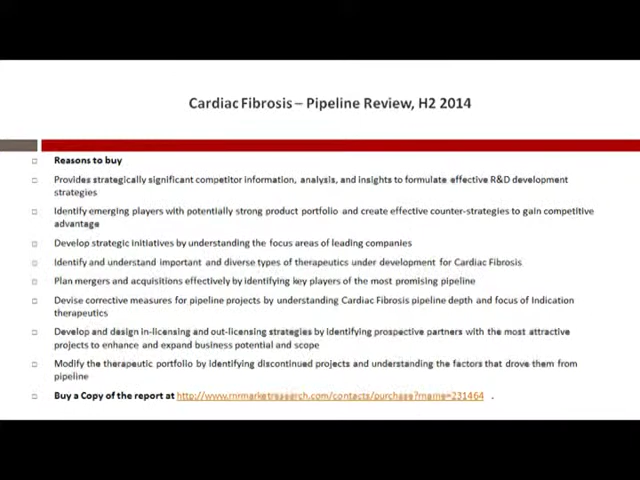 Cardiac Fibrosis – Pipeline Review, H2 2014
Reasons to buy
Provides strategically significant competitor information, analysis, and insights to formulate effective R&D development
strategies
Identify emerging players with potentially strong product portfolio and create effective counter-strategies to gain competitive
advantage
Develop strategic initiatives by understanding the focus areas of leading companies
Identify and understand important and diverse types of therapeutics under development for Cardiac Fibrosis
Plan mergers and acquisitions effectively by identifying key players of the most promising pipeline
Devise corrective measures for pipeline projects by understanding Cardiac Fibrosis pipeline depth and focus of Indication
therapeutics
Develop and design in-licensing and out-licensing strategies by identifying prospective partners with the most attractive
projects to enhance and expand business potential and scope
Modify the therapeutic portfolio by identifying discontinued projects and understanding the factors that drove them from
pipeline
Buy a Copy of the report at http://www.rnrmarketresearch.com/contacts/purchase?rname=231464 .